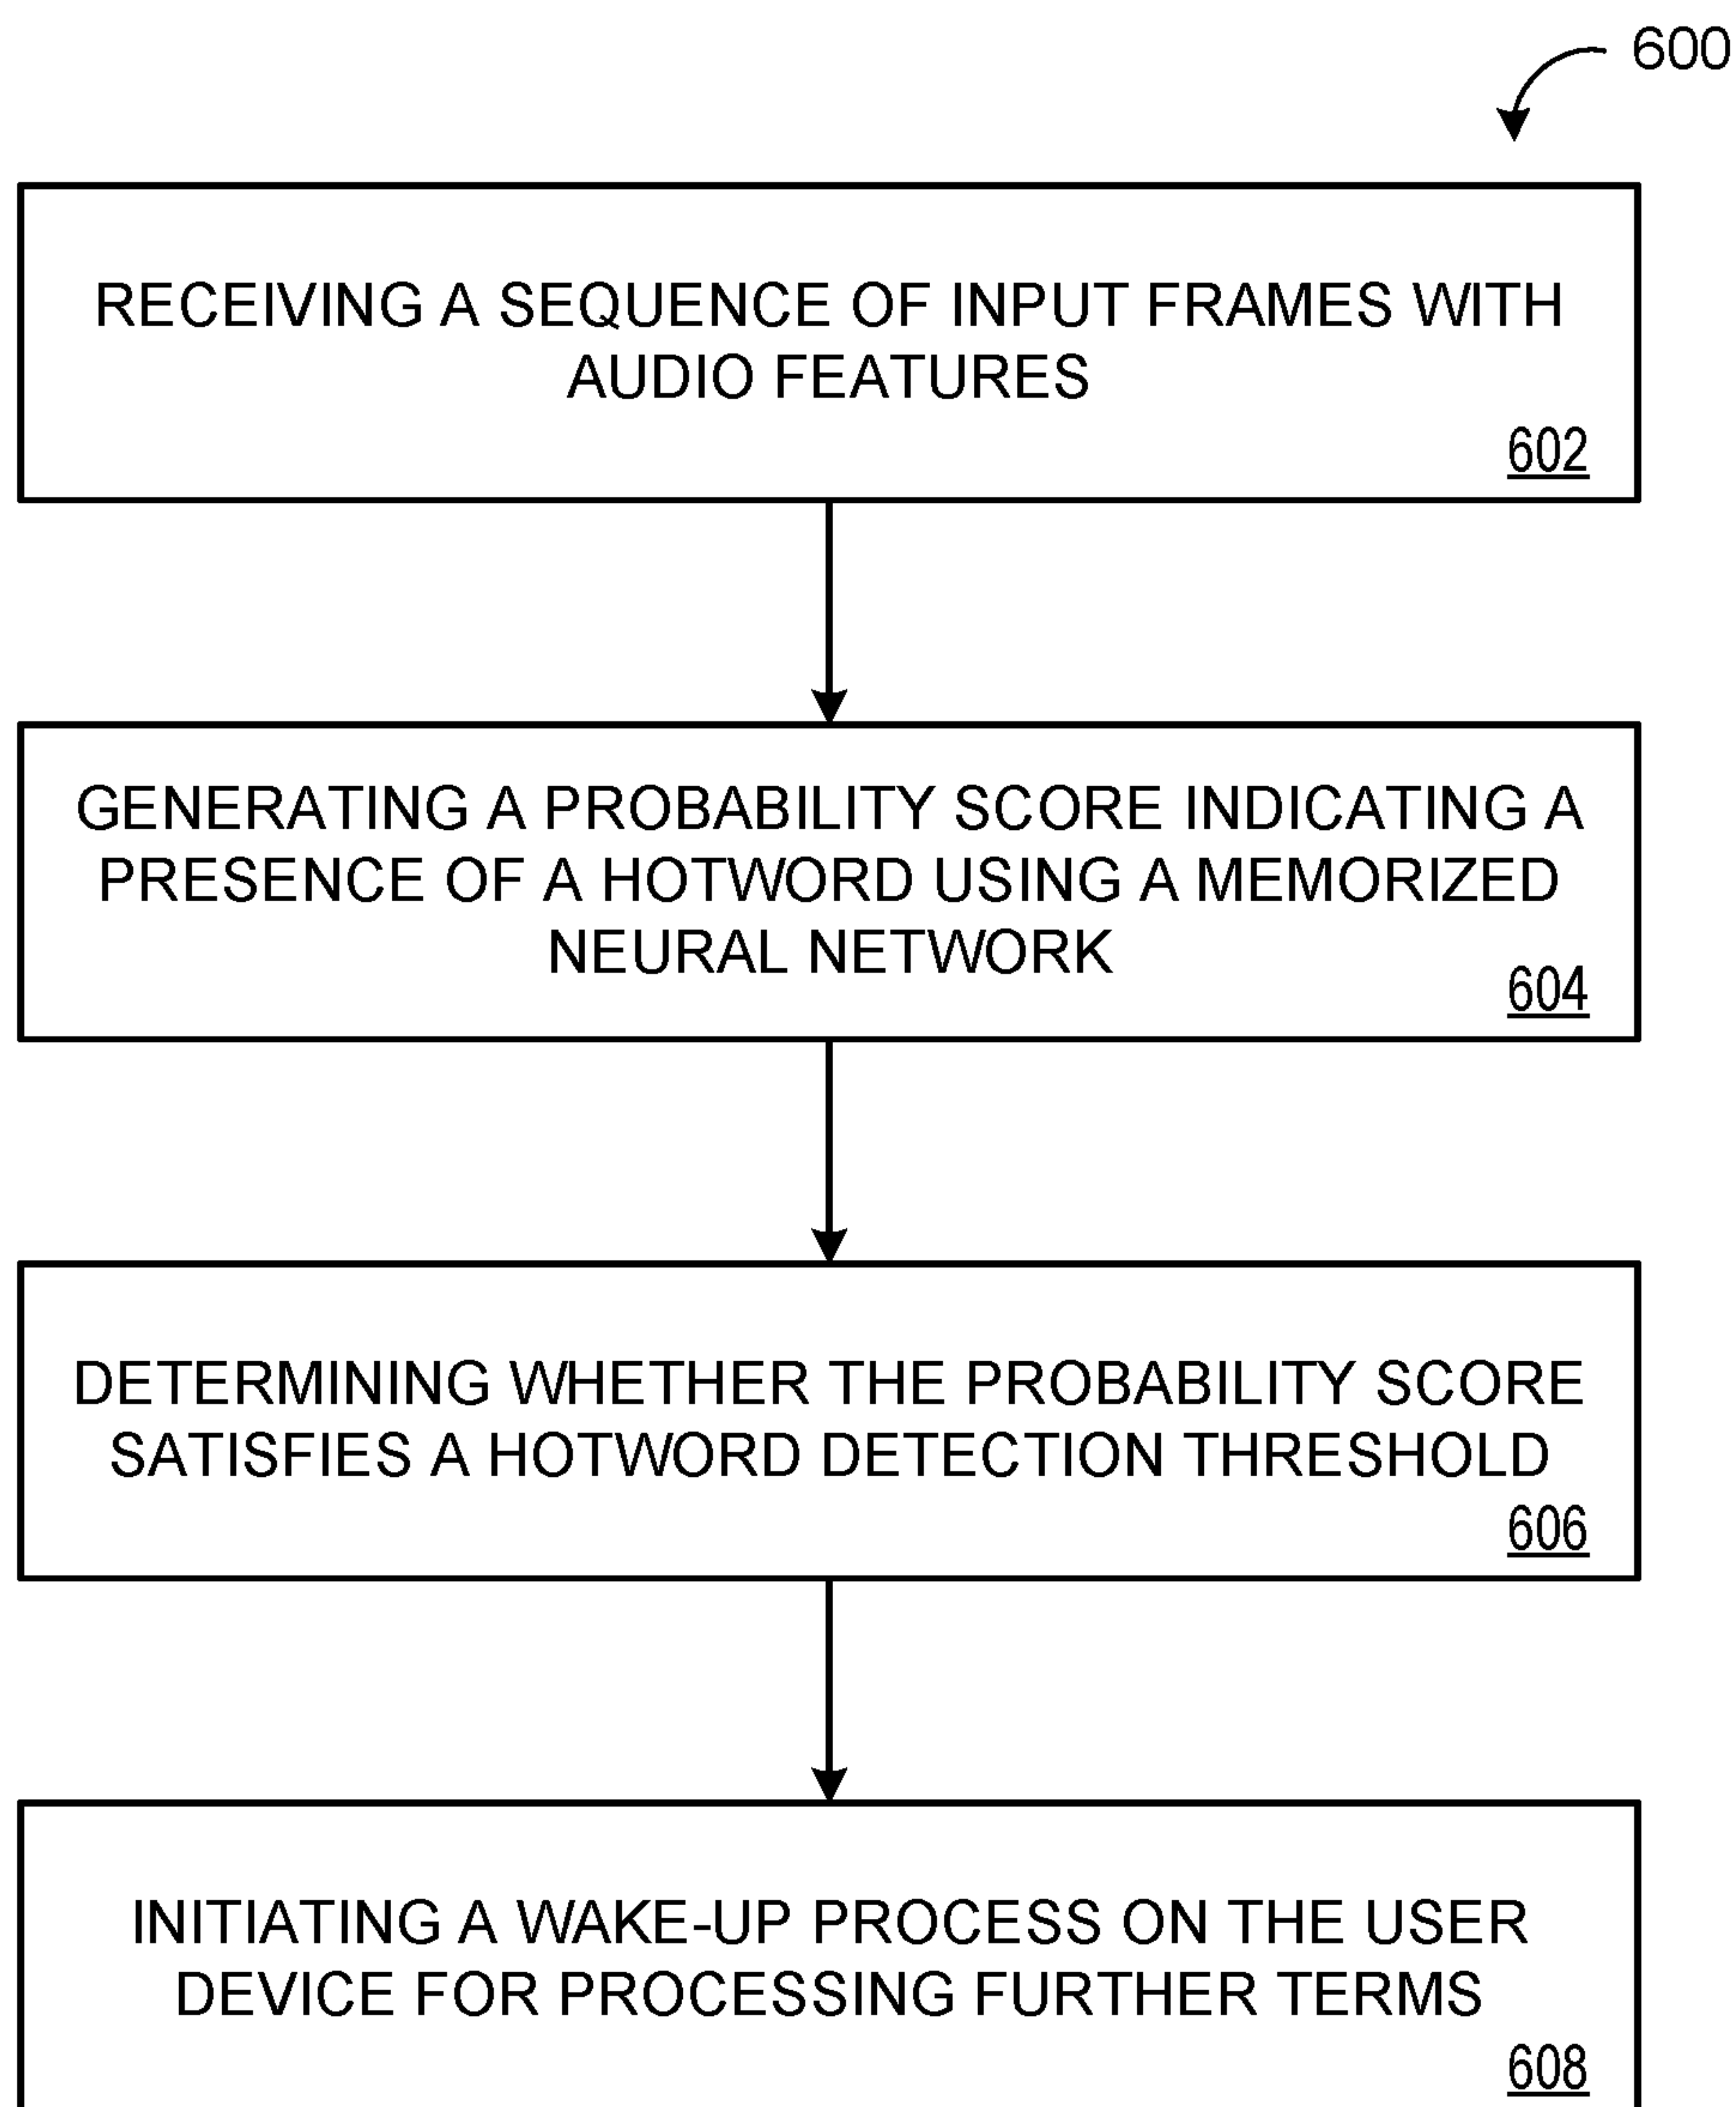 600
RECEIVING A SEQUENCE OF INPUT FRAMES WITH
AUDIO FEATURES
602
GENERATING A PROBABILITY SCORE INDICATING A
PRESENCE OF A HOTWORD USING A MEMORIZED
NEURAL NETWORK
604
DETERMINING WHETHER THE PROBABILITY SCORE
SATISFIES A HOTWORD DETECTION THRESHOLD
606
INITIATING A WAKE-UP PROCESS ON THE USER
DEVICE FOR PROCESSING FURTHER TERMS
608